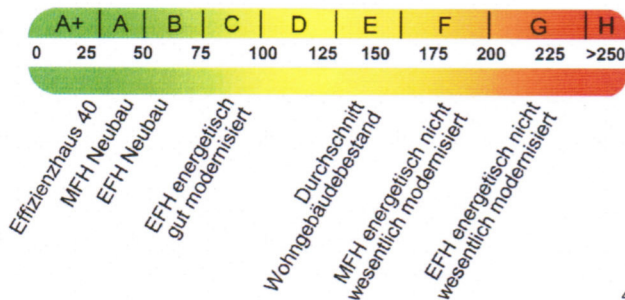 A+ A B C D E F G H
0 25 50 75 100 125 150 175 200 225 >250
Effizienzhaus 40
MFH Neubau
EFH Neubau
EFH energetisch
gut modernisiert
Durchschnitt
Wohngebäudebestand
MFH energetisch nicht
wesentlich modernisiert
EFH energetisch nicht
wesentlich modernisiert